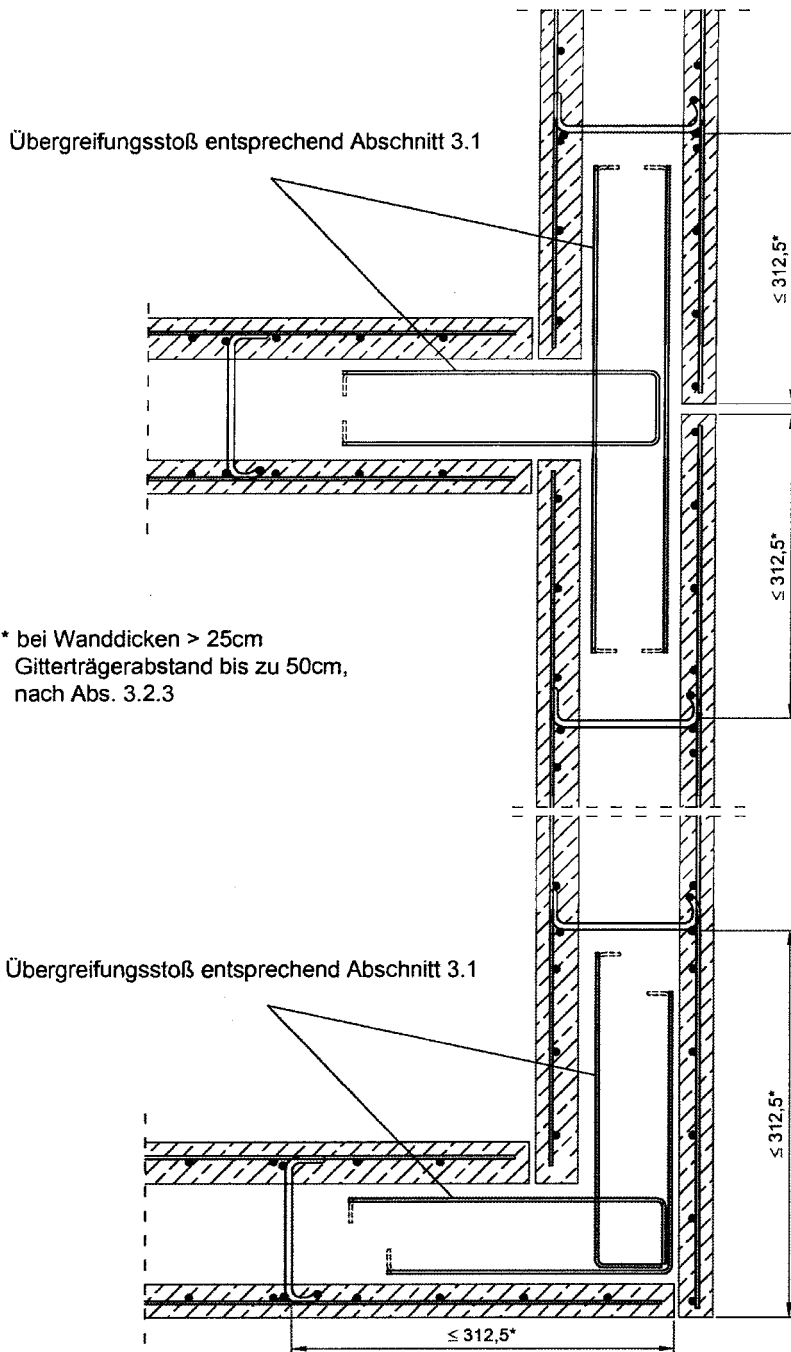 Übergreifungsstoß entsprechend Abschnitt 3.1
≤ 312,5*
≤ 312,5*
* bei Wanddicken > 25cm
Gitterträgerabstand bis zu 50cm,
nach Abs. 3.2.3
Übergreifungsstoß entsprechend Abschnitt 3.1
≤ 312,5*
≤ 312,5*